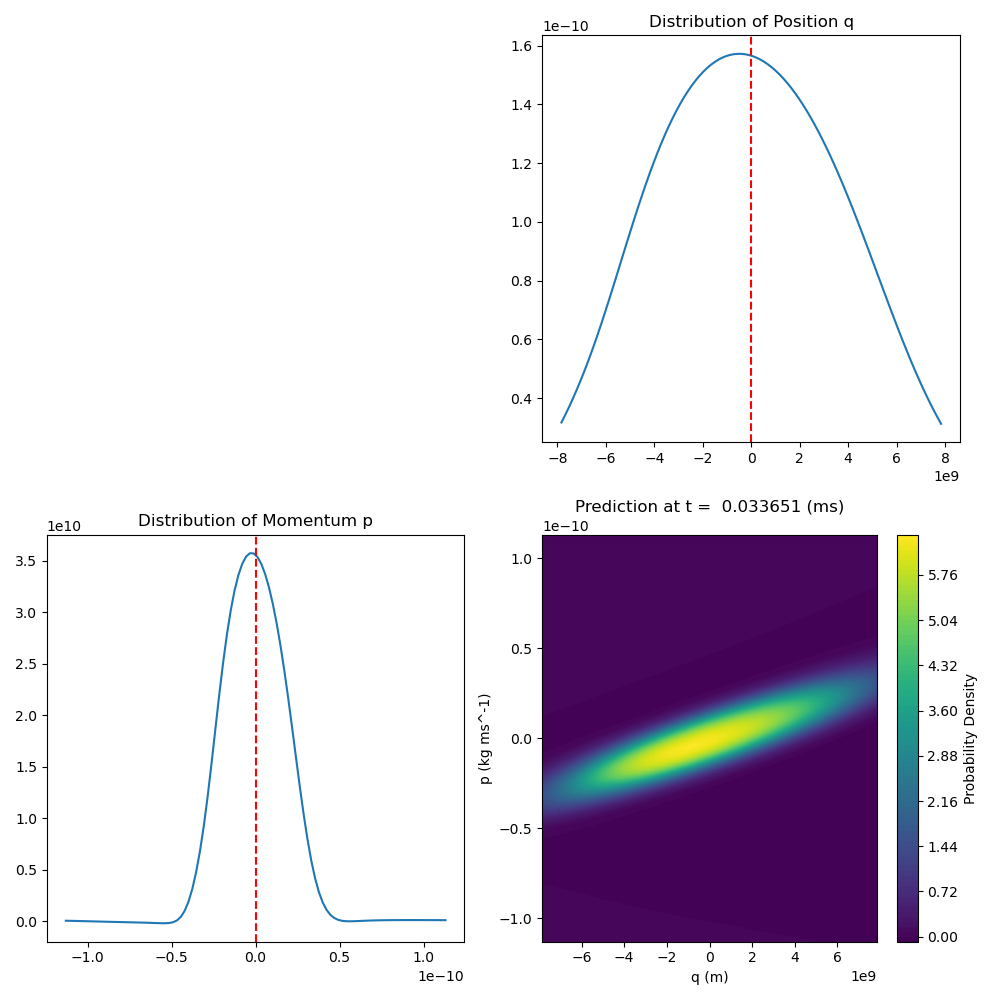 Distribution of Position q
1e−10
1.6
1.4
1.2
1.0
0.8
0.6
0.4
−8 −6 −4 −2 0 2 4 6 8
1e9
Distribution of Momentum p
1e10
3.5
3.0
2.5
2.0
1.5
1.0
0.5
0.0
−1.0 −0.5 0.0 0.5 1.0
1e−10
Prediction at t =  0.033651 (ms)
1e−10
1.0
0.5
0.0
−0.5
−1.0
p (kg ms^-1)
−6 −4 −2 0 2 4 6
1e9
q (m)
5.76
5.04
4.32
3.60
2.88
2.16
1.44
0.72
0.00
Probability Density